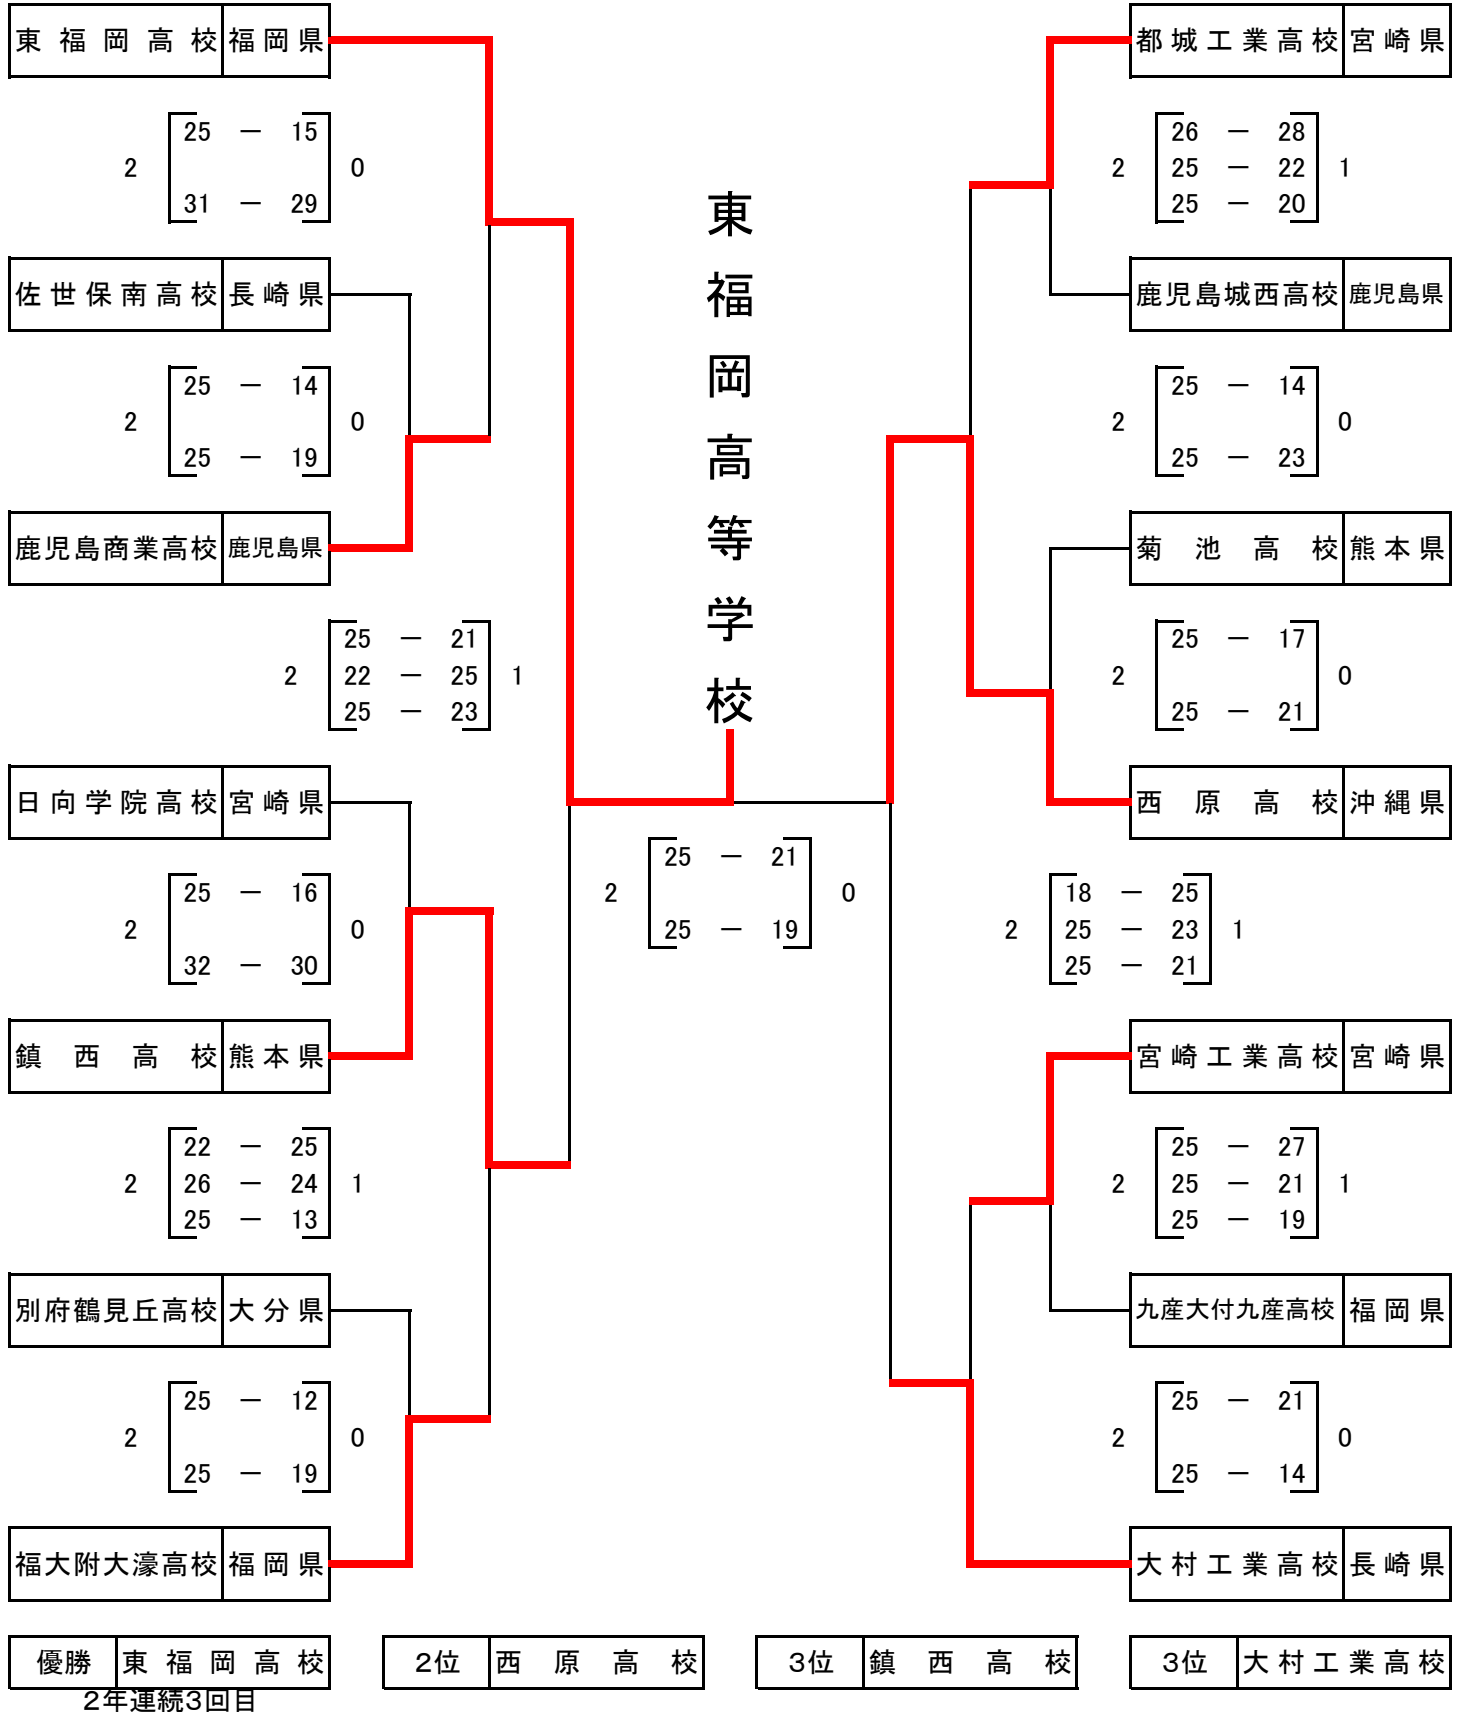 東福岡高校 福岡県
2 25 － 15 0
31 － 29
佐世保南高校 長崎県
2 25 － 14 0
25 － 19
鹿児島商業高校 鹿児島県
25 － 21
2 22 － 25 1
25 － 23
日向学院高校 宮崎県
2 25 － 16 0
32 － 30
鎮西高校 熊本県
22 － 25
2 26 － 24 1
25 － 13
別府鶴見丘高校 大分県
2 25 － 12 0
25 － 19
福大附大濠高校 福岡県
東福岡高等学校
2 25 － 21 0
25 － 19
都城工業高校 宮崎県
26 － 28
2 25 － 22 1
25 － 20
鹿児島城西高校 鹿児島県
2 25 － 14 0
25 － 23
菊池高校 熊本県
2 25 － 17 0
25 － 21
西原高校 沖縄県
18 － 25
2 25 － 23 1
25 － 21
宮崎工業高校 宮崎県
25 － 27
2 25 － 21 1
25 － 19
九産大付九産高校 福岡県
2 25 － 21 0
25 － 14
大村工業高校 長崎県
優勝 東福岡高校
2位 西原高校
3位 鎮西高校
3位 大村工業高校
2年連続3回目